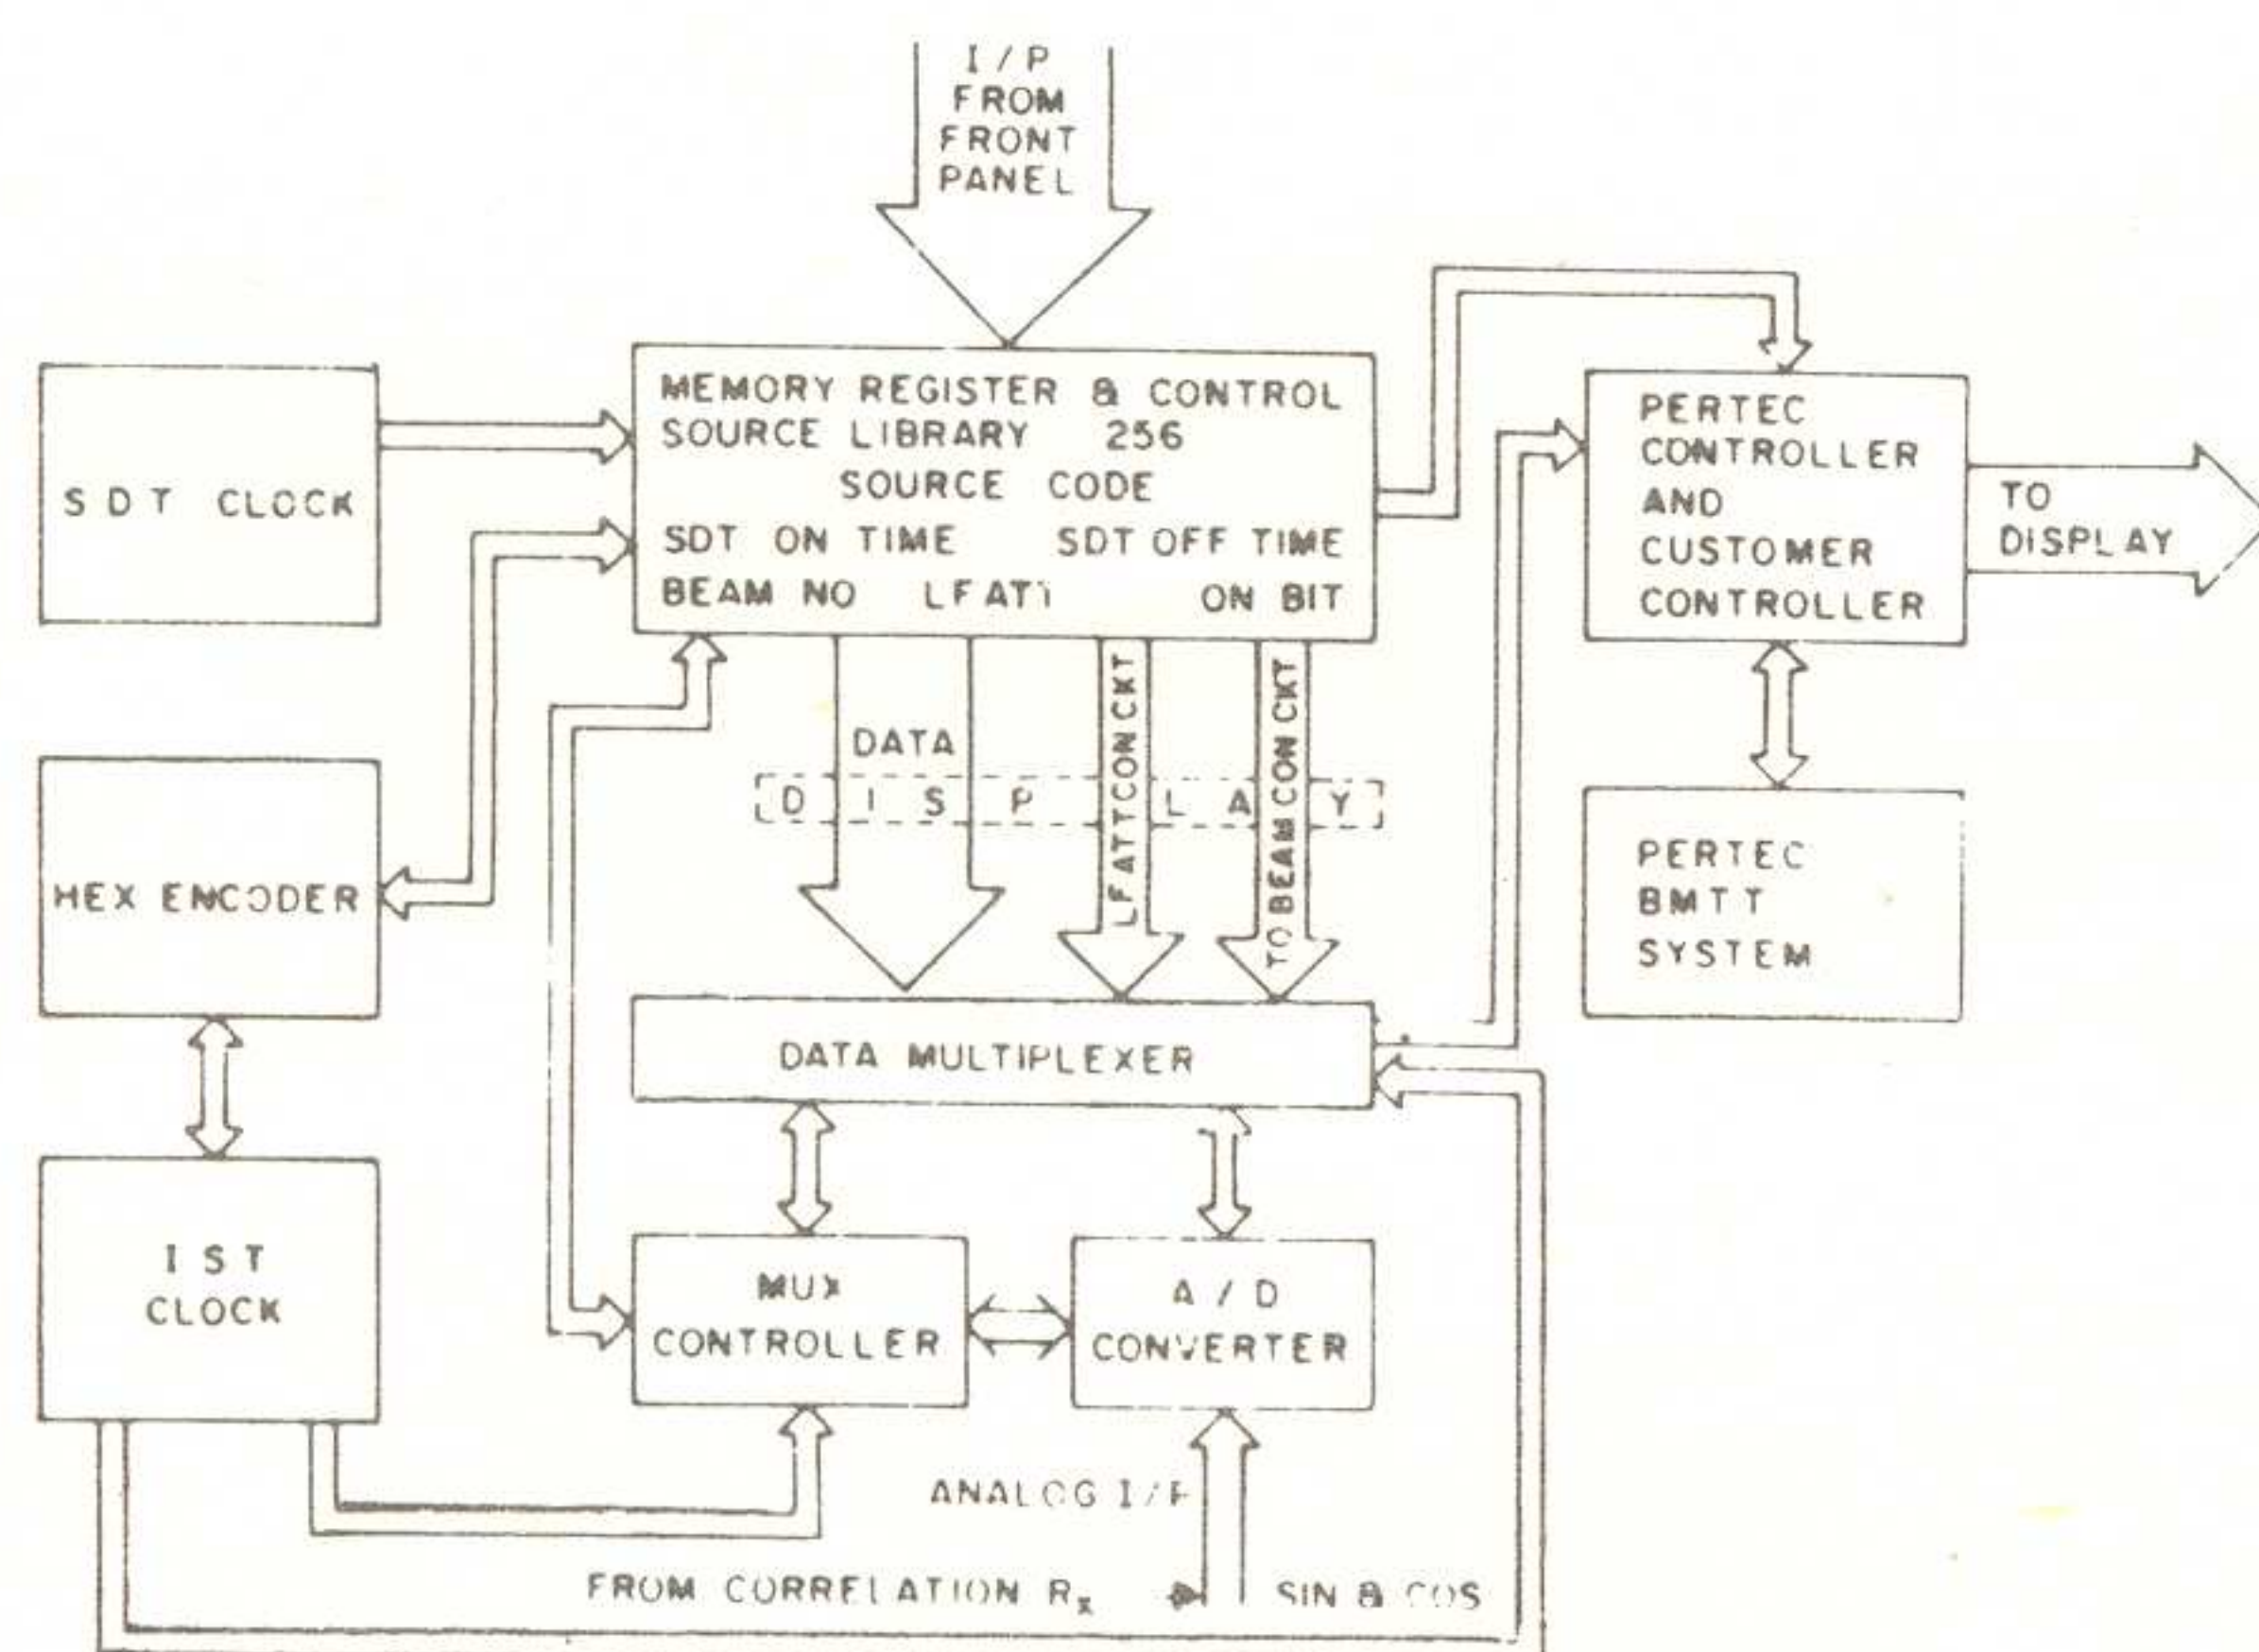 I / P
FROM
FRONT
PANEL
SDT CLOCK
MEMORY REGISTER & CONTROL
SOURCE LIBRARY 256
SOURCE CODE
SDT ON TIME SDT OFF TIME
BEAM NO LF ATT ON BIT
PERTEC
CONTROLLER
AND
CUSTOMER
CONTROLLER
TO
DISPLAY
HEX ENCODER
DATA
DISPLAY
LF ATT CON CKT
TO BEAM CON CKT
PERTEC
BMTT
SYSTEM
DATA MULTIPLEXER
IST
CLOCK
MUX
CONTROLLER
A / D
CONVERTER
ANALOG I/P
FROM CORRELATION Rx SIN & COS